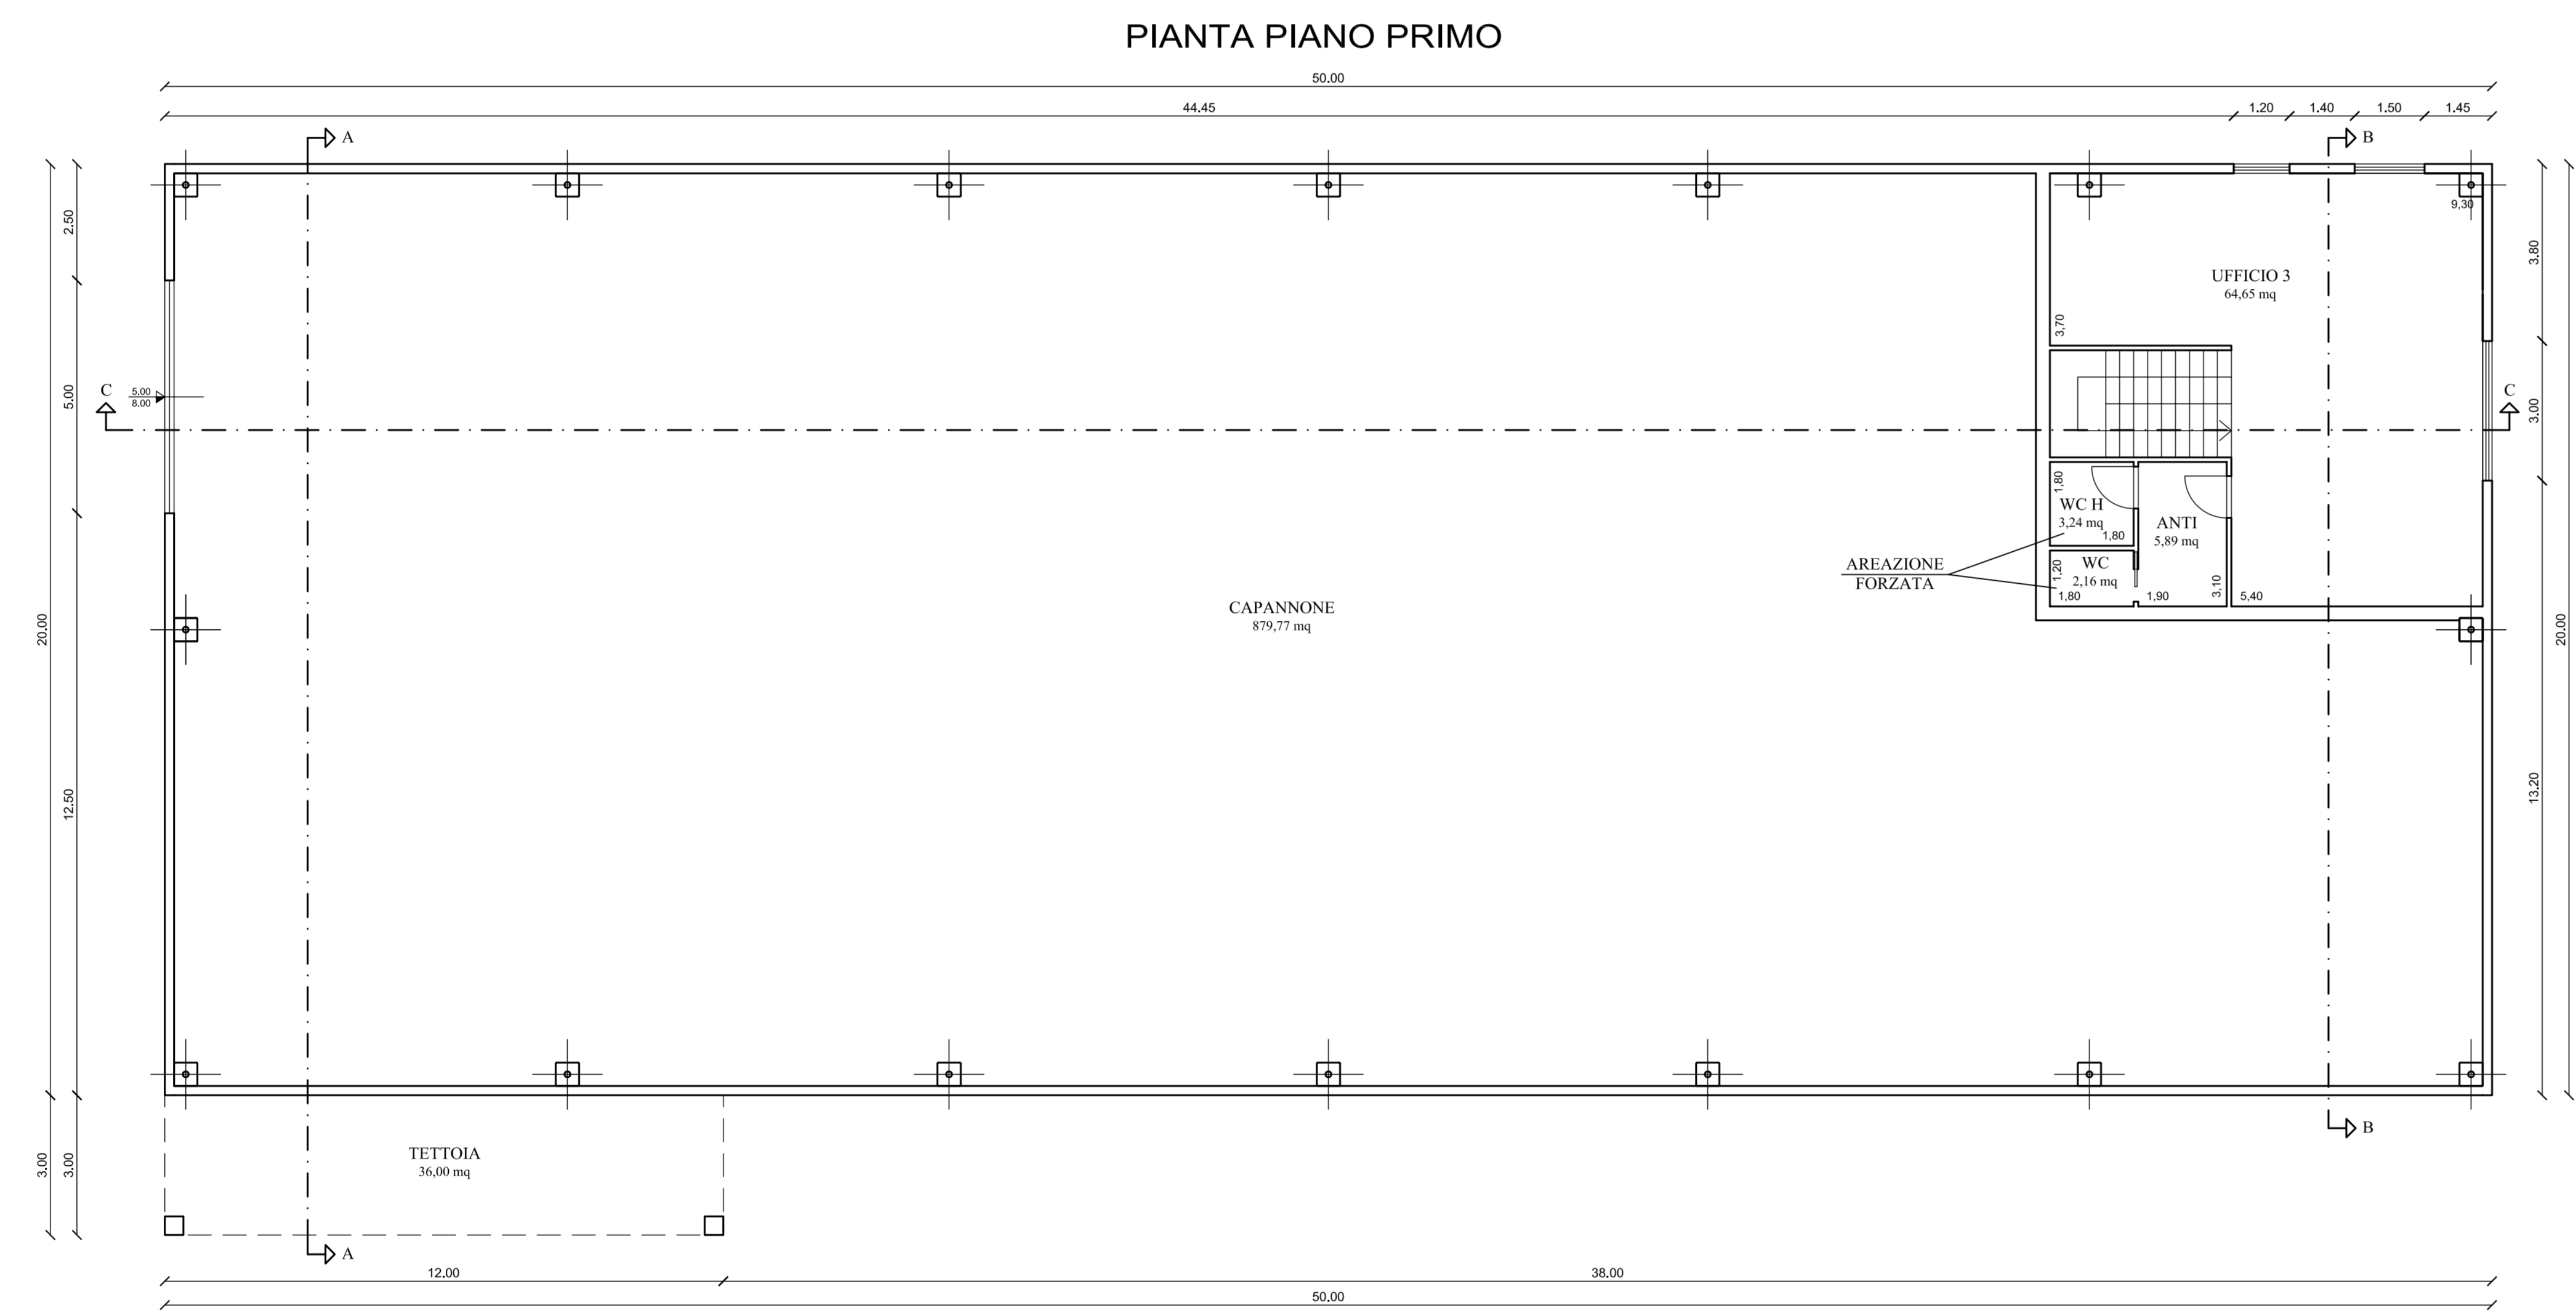 PIANTA PIANO PRIMO
50.00
44.45
1.20
1.40
1.50
1.45
A
B
2.50
9,30
3.80
UFFICIO 3
64,65 mq
3,70
C
5.00
8.00
5.00
C
3.00
1,80
WC H
3,24 mq
1,80
ANTI
5,89 mq
AREAZIONE
FORZATA
1,20
WC
2,16 mq
1,80
1,90
3,10
5,40
CAPANNONE
879,77 mq
20.00
20.00
12.50
13.20
B
TETTOIA
36,00 mq
3.00
3.00
A
12.00
38.00
50.00